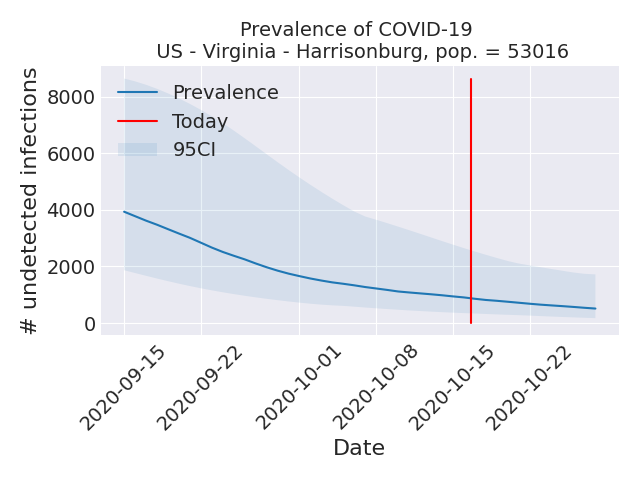 Prevalence of COVID-19
US - Virginia - Harrisonburg, pop. = 53016
# undetected infections
8000
6000
4000
2000
0
Prevalence
Today
95CI
2020-09-15
2020-09-22
2020-10-01
2020-10-08
2020-10-15
2020-10-22
Date